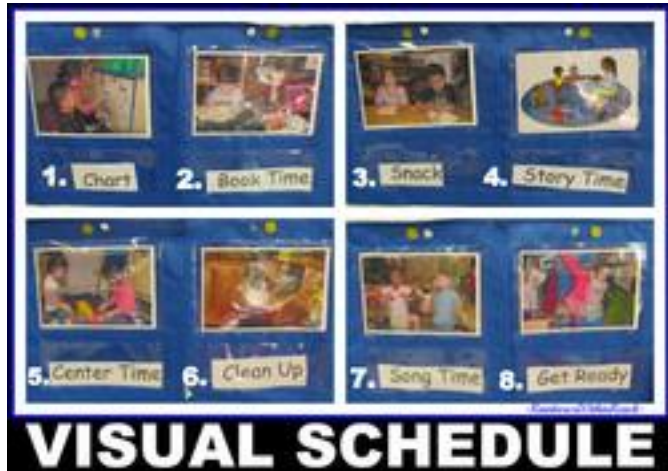 1. Chart
2. Book Time
3. Snack
4. Story Time
5. Center Time
6. Clean Up
7. Song Time
8. Get Ready
VISUAL SCHEDULE